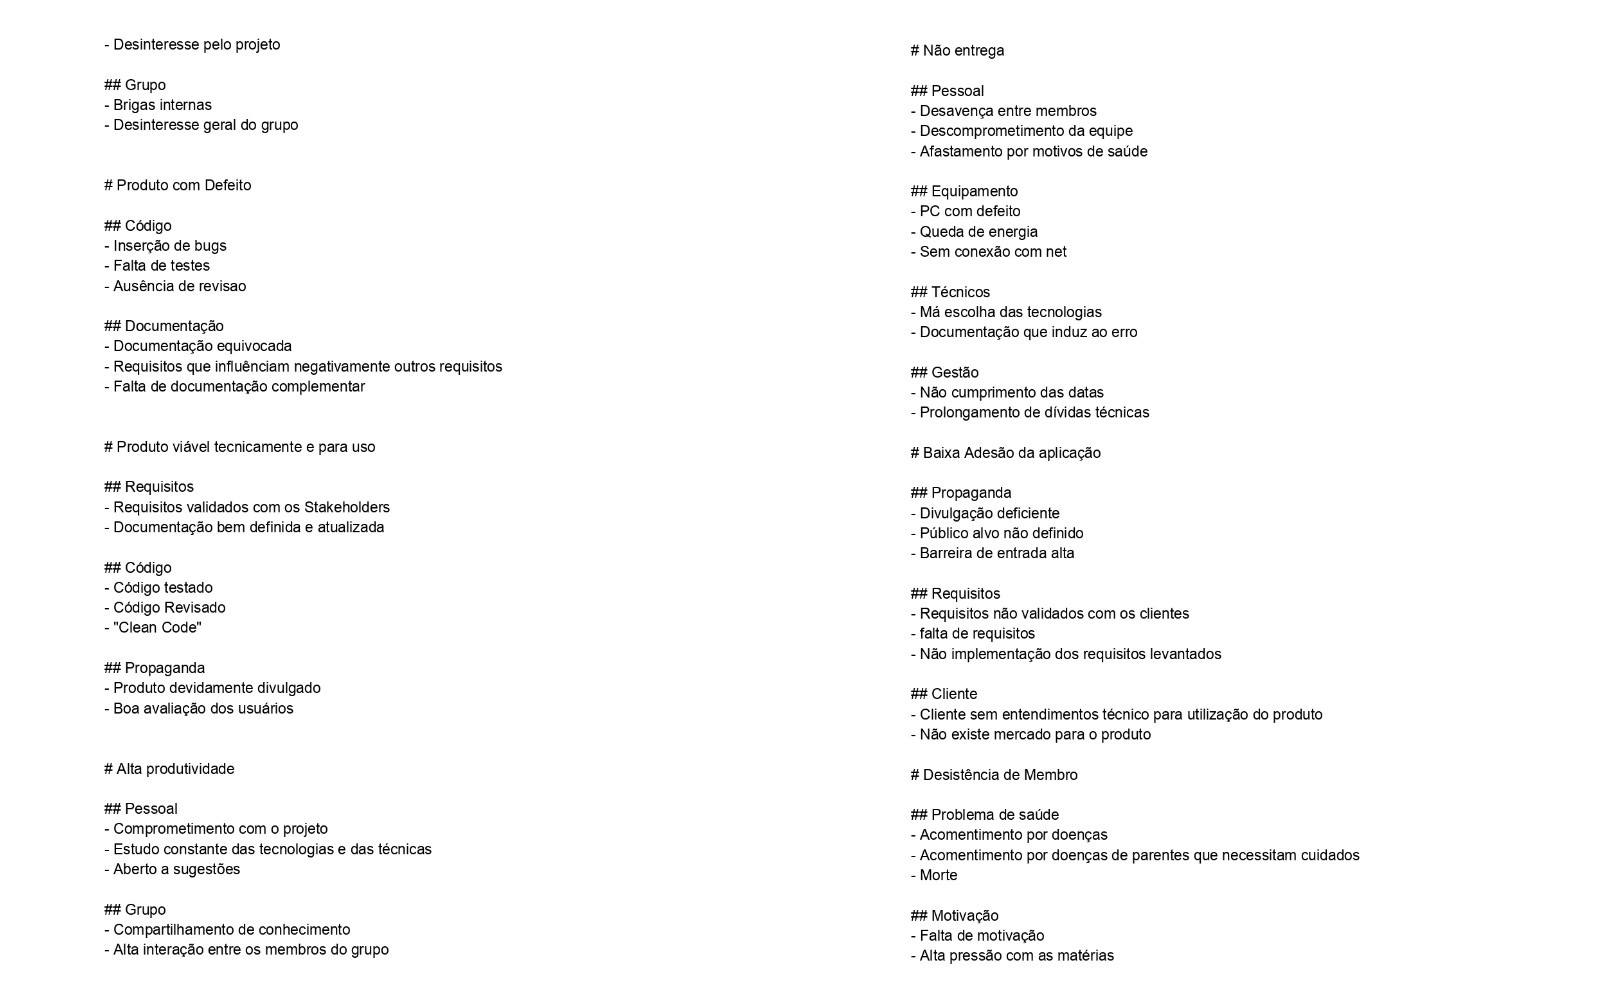 - Desinteresse pelo projeto
## Grupo
- Brigas internas
- Desinteresse geral do grupo
# Produto com Defeito
## Código
- Inserção de bugs
- Falta de testes
- Ausência de revisao
## Documentação
- Documentação equivocada
- Requisitos que influênciam negativamente outros requisitos
- Falta de documentação complementar
# Produto viável tecnicamente e para uso
## Requisitos
- Requisitos validados com os Stakeholders
- Documentação bem definida e atualizada
## Código
- Código testado
- Código Revisado
- "Clean Code"
## Propaganda
- Produto devidamente divulgado
- Boa avaliação dos usuários
# Alta produtividade
## Pessoal
- Comprometimento com o projeto
- Estudo constante das tecnologias e das técnicas
- Aberto a sugestões
## Grupo
- Compartilhamento de conhecimento
- Alta interação entre os membros do grupo
# Não entrega
## Pessoal
- Desavença entre membros
- Descomprometimento da equipe
- Afastamento por motivos de saúde
## Equipamento
- PC com defeito
- Queda de energia
- Sem conexão com net
## Técnicos
- Má escolha das tecnologias
- Documentação que induz ao erro
## Gestão
- Não cumprimento das datas
- Prolongamento de dívidas técnicas
# Baixa Adesão da aplicação
## Propaganda
- Divulgação deficiente
- Público alvo não definido
- Barreira de entrada alta
## Requisitos
- Requisitos não validados com os clientes
- falta de requisitos
- Não implementação dos requisitos levantados
## Cliente
- Cliente sem entendimentos técnico para utilização do produto
- Não existe mercado para o produto
# Desistência de Membro
## Problema de saúde
- Acomentimento por doenças
- Acomentimento por doenças de parentes que necessitam cuidados
- Morte
## Motivação
- Falta de motivação
- Alta pressão com as matérias